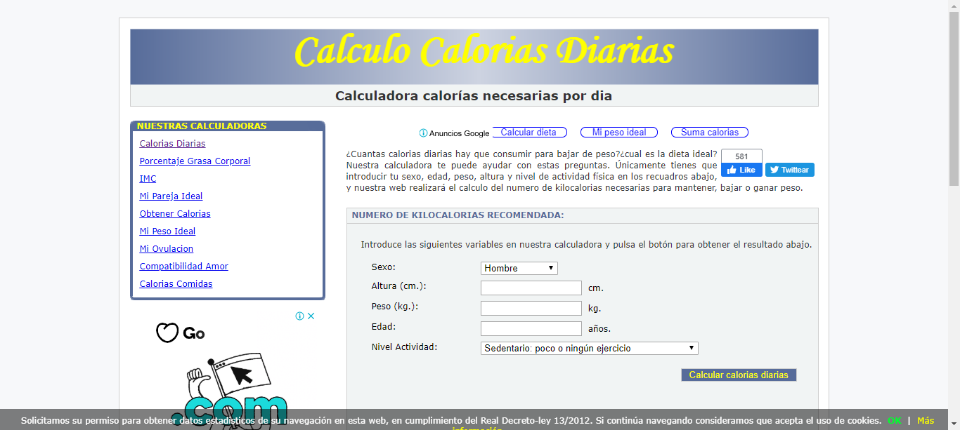 Calculo Calorias Diarias
Calculadora calorías necesarias por dia
NUESTRAS CALCULADORAS
Calorias Diarias
Porcentaje Grasa Corporal
IMC
Mi Pareja Ideal
Obtener Calorias
Mi Peso Ideal
Mi Ovulacion
Compatibilidad Amor
Calorias Comidas
Go
.com
Anuncios Google Calcular dieta Mi peso ideal Suma calorias
¿Cuantas calorias diarias hay que consumir para bajar de peso?¿cual es la dieta ideal?
Nuestra calculadora te puede ayudar con estas preguntas. Únicamente tienes que
introducir tu sexo, edad, peso, altura y nivel de actividad física en los recuadros abajo,
y nuestra web realizará el calculo del numero de kilocalorias necesarias para mantener, bajar o ganar peso.
581
Like Twittear
NUMERO DE KILOCALORIAS RECOMENDADA:
Introduce las siguientes variables en nuestra calculadora y pulsa el botón para obtener el resultado abajo.
Sexo: Hombre
Altura (cm.): cm.
Peso (kg.): kg.
Edad: años.
Nivel Actividad: Sedentario: poco o ningún ejercicio
Calcular calorias diarias
Solicitamos su permiso para obtener datos estadísticos de su navegación en esta web, en cumplimiento del Real Decreto-ley 13/2012. Si continúa navegando consideramos que acepta el uso de cookies. OK | Más
información